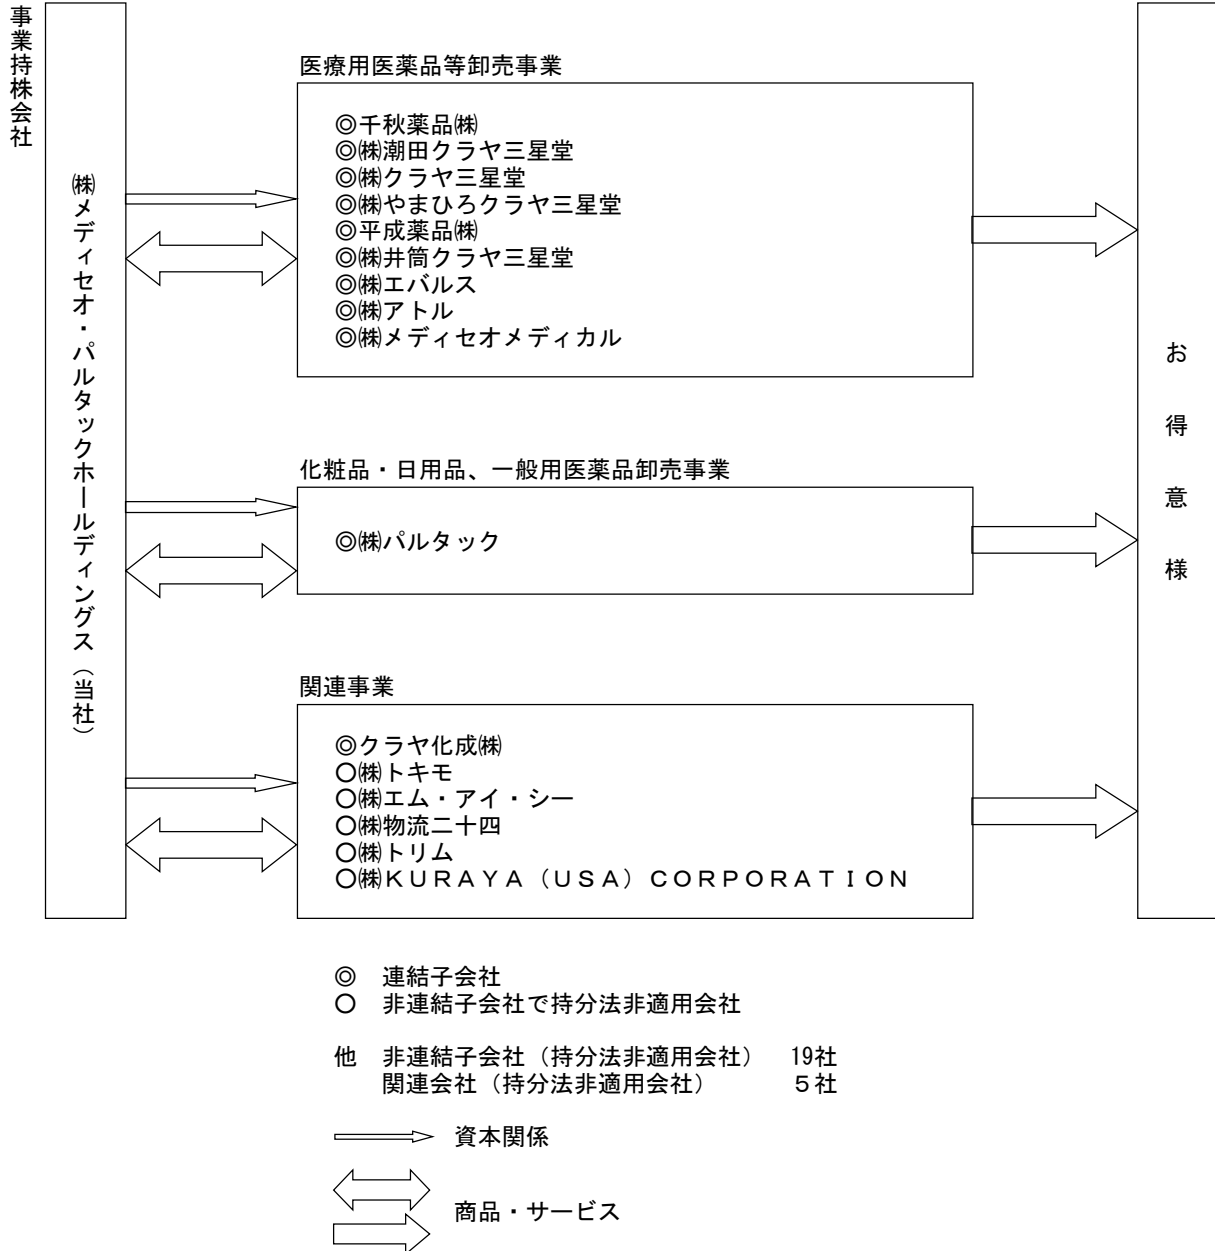 事業持株会社
㈱メディセオ・パルタックホールディングス（当社）
医療用医薬品等卸売事業
◎千秋薬品㈱
◎㈱潮田クラヤ三星堂
◎㈱クラヤ三星堂
◎㈱やまひろクラヤ三星堂
◎平成薬品㈱
◎㈱井筒クラヤ三星堂
◎㈱エバルス
◎㈱アトル
◎㈱メディセオメディカル
化粧品・日用品、一般用医薬品卸売事業
◎㈱パルタック
関連事業
◎クラヤ化成㈱
○㈱トキモ
○㈱エム・アイ・シー
○㈱物流二十四
○㈱トリム
○㈱ＫＵＲＡＹＡ（ＵＳＡ）ＣＯＲＰＯＲＡＴＩＯＮ
お得意様
◎　連結子会社
○　非連結子会社で持分法非適用会社
他　非連結子会社（持分法非適用会社）　19社
関連会社（持分法非適用会社）　５社
資本関係
商品・サービス